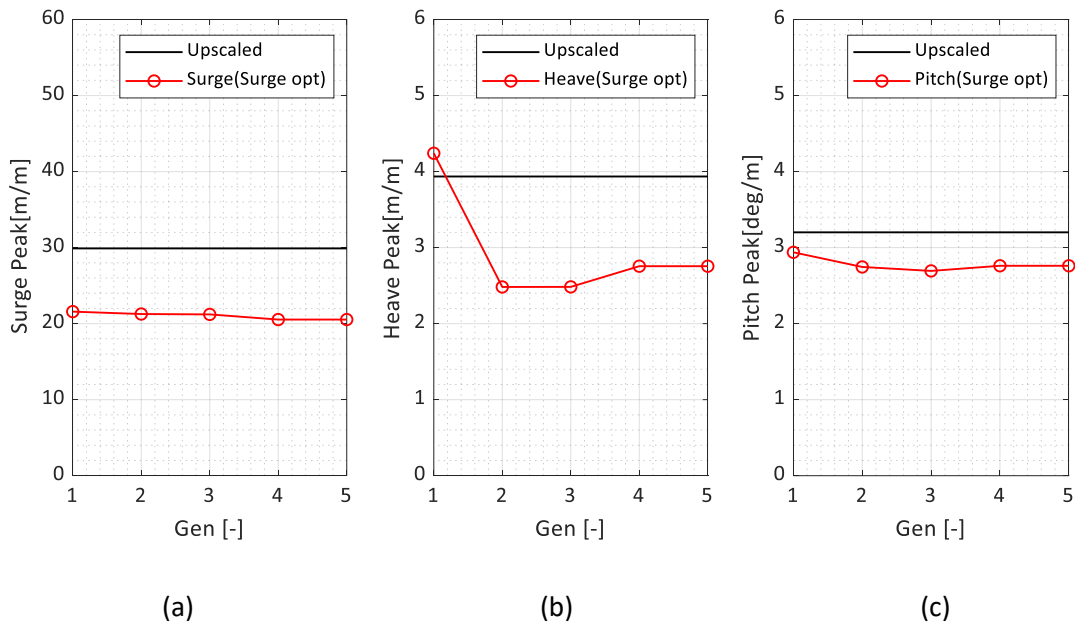 Surge Peak[m/m]
60
50
40
30
20
10
0
Upscaled
Surge(Surge opt)
1 2 3 4 5
Gen [-]
(a)
Heave Peak[m/m]
6
5
4
3
2
1
0
Upscaled
Heave(Surge opt)
1 2 3 4 5
Gen [-]
(b)
Pitch Peak[deg/m]
6
5
4
3
2
1
0
Upscaled
Pitch(Surge opt)
1 2 3 4 5
Gen [-]
(c)